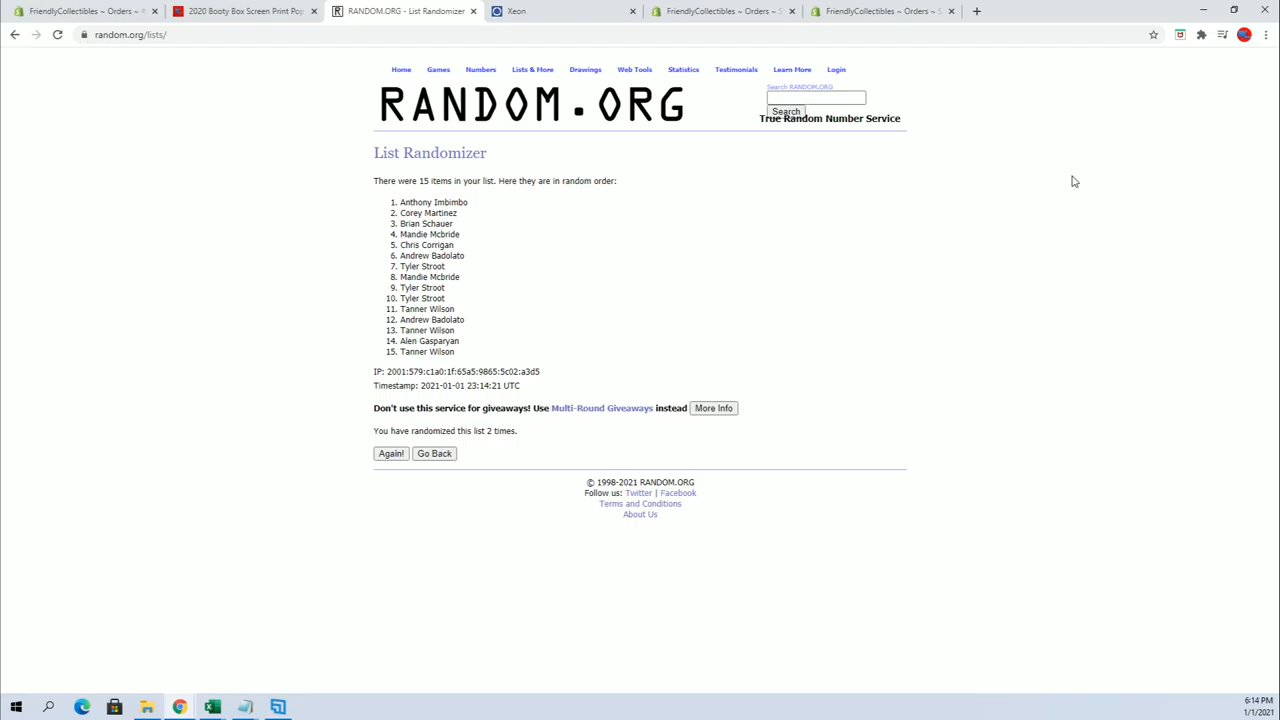 FriendlyCollectibles ~ Orders ~
2020 Booty Box Screen Print Pop
RANDOM.ORG - List Randomizer
Xeon
FriendlyCollectibles ~ Orders ~ S
FriendlyCollectibles ~ Orders ~ S
random.org/lists/
Home Games Numbers Lists & More Drawings Web Tools Statistics Testimonials Learn More Login
Search RANDOM.ORG
RANDOM.ORG
Search
True Random Number Service
List Randomizer
There were 15 items in your list. Here they are in random order:
1. Anthony Imbimbo
2. Corey Martinez
3. Brian Schauer
4. Mandie Mcbride
5. Chris Corrigan
6. Andrew Badolato
7. Tyler Stroot
8. Mandie Mcbride
9. Tyler Stroot
10. Tyler Stroot
11. Tanner Wilson
12. Andrew Badolato
13. Tanner Wilson
14. Alen Gasparyan
15. Tanner Wilson
IP: 2001:579:c1a0:1f:65a5:9865:5c02:a3d5
Timestamp: 2021-01-01 23:14:21 UTC
Don't use this service for giveaways! Use Multi-Round Giveaways instead More Info
You have randomized this list 2 times.
Again! Go Back
© 1998-2021 RANDOM.ORG
Follow us: Twitter | Facebook
Terms and Conditions
About Us
6:14 PM
1/1/2021